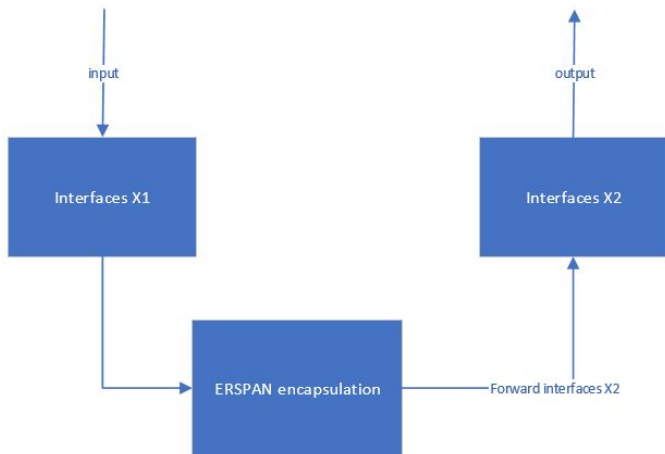 input
output
Interfaces X1
Interfaces X2
ERSPAN encapsulation
Forward interfaces X2